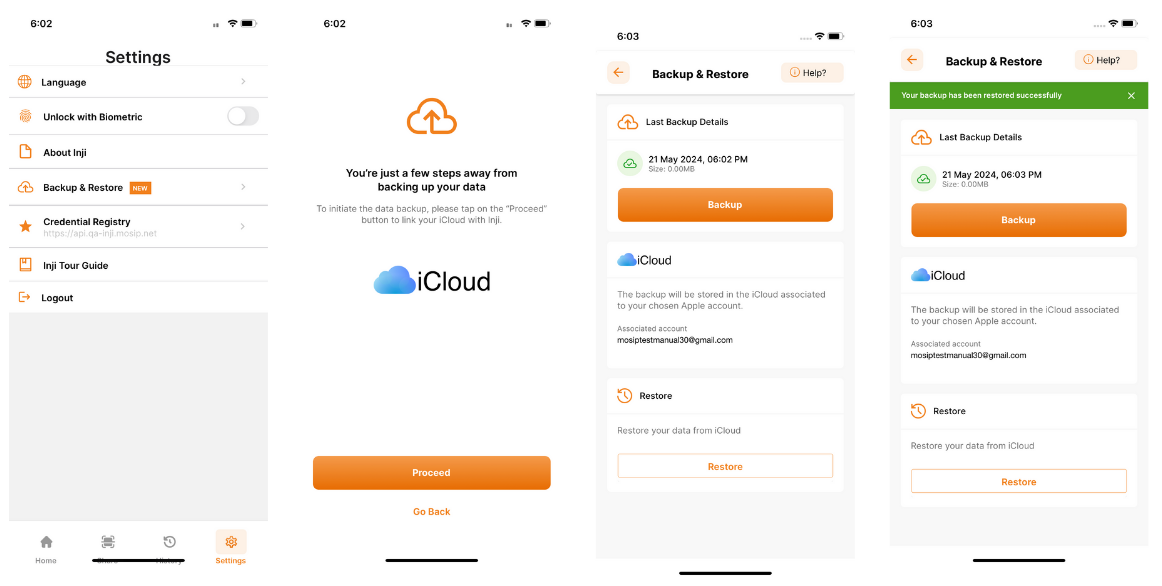 6:02
Settings
Language
Unlock with Biometric
About Inji
Backup & Restore NEW
Credential Registry
https://api.qa-inji.mosip.net
Inji Tour Guide
Logout
Home
Share
History
Settings
6:02
You're just a few steps away from
backing up your data
To initiate the data backup, please tap on the "Proceed"
button to link your iCloud with Inji.
iCloud
Proceed
Go Back
6:03
Backup & Restore
Help?
Last Backup Details
21 May 2024, 06:02 PM
Size: 0.00MB
Backup
iCloud
The backup will be stored in the iCloud associated
to your chosen Apple account.
Associated account
mosiptestmanual30@gmail.com
Restore
Restore your data from iCloud
Restore
6:03
Backup & Restore
Help?
Your backup has been restored successfully
Last Backup Details
21 May 2024, 06:03 PM
Size: 0.00MB
Backup
iCloud
The backup will be stored in the iCloud associated
to your chosen Apple account.
Associated account
mosiptestmanual30@gmail.com
Restore
Restore your data from iCloud
Restore